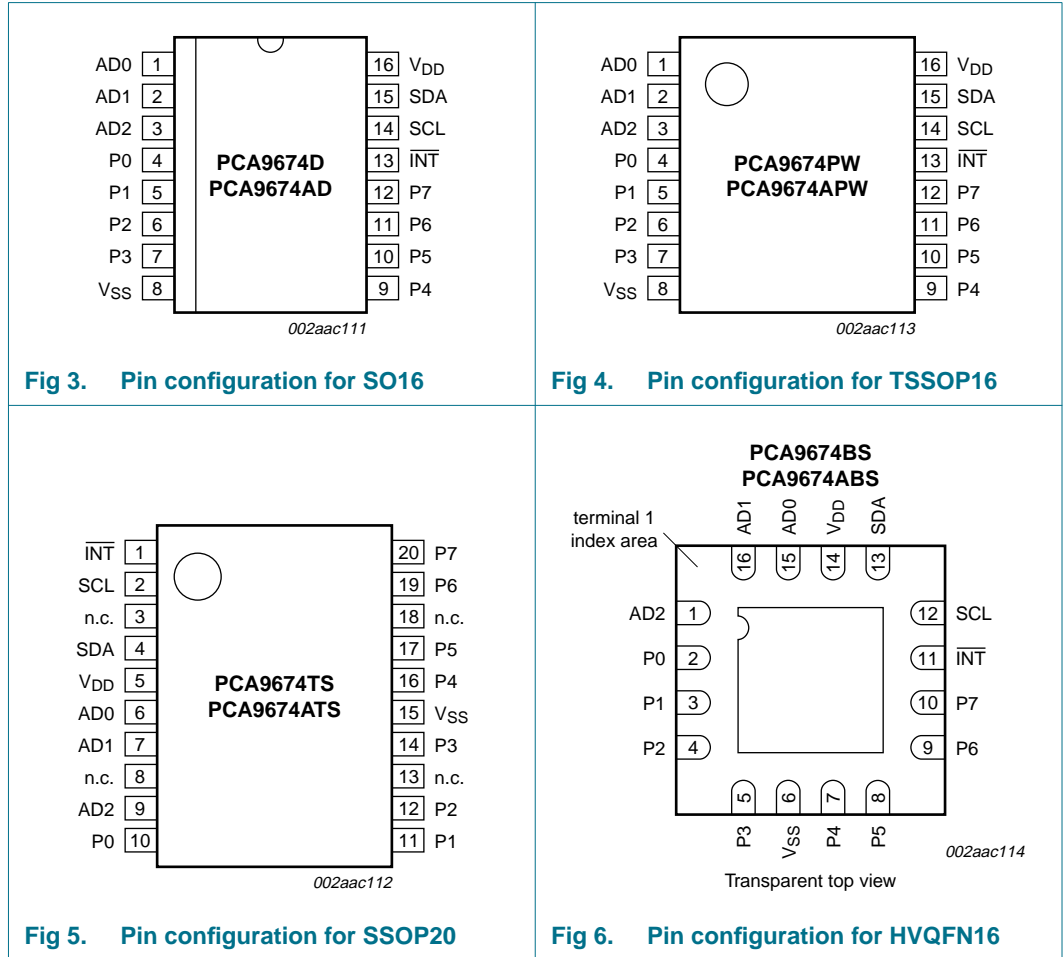 AD0 1
AD1 2
AD2 3
P0 4
P1 5
P2 6
P3 7
VSS 8
PCA9674D
PCA9674AD
16 VDD
15 SDA
14 SCL
13 INT
12 P7
11 P6
10 P5
9 P4
002aac111
Fig 3. Pin configuration for SO16
AD0 1
AD1 2
AD2 3
P0 4
P1 5
P2 6
P3 7
VSS 8
PCA9674PW
PCA9674APW
16 VDD
15 SDA
14 SCL
13 INT
12 P7
11 P6
10 P5
9 P4
002aac113
Fig 4. Pin configuration for TSSOP16
INT 1
SCL 2
n.c. 3
SDA 4
VDD 5
AD0 6
AD1 7
n.c. 8
AD2 9
P0 10
PCA9674TS
PCA9674ATS
20 P7
19 P6
18 n.c.
17 P5
16 P4
15 VSS
14 P3
13 n.c.
12 P2
11 P1
002aac112
Fig 5. Pin configuration for SSOP20
PCA9674BS
PCA9674ABS
terminal 1
index area
AD1 16
AD0 15
VDD 14
SDA 13
AD2 1
P0 2
P1 3
P2 4
12 SCL
11 INT
10 P7
9 P6
5 P3
6 VSS
7 P4
8 P5
002aac114
Transparent top view
Fig 6. Pin configuration for HVQFN16